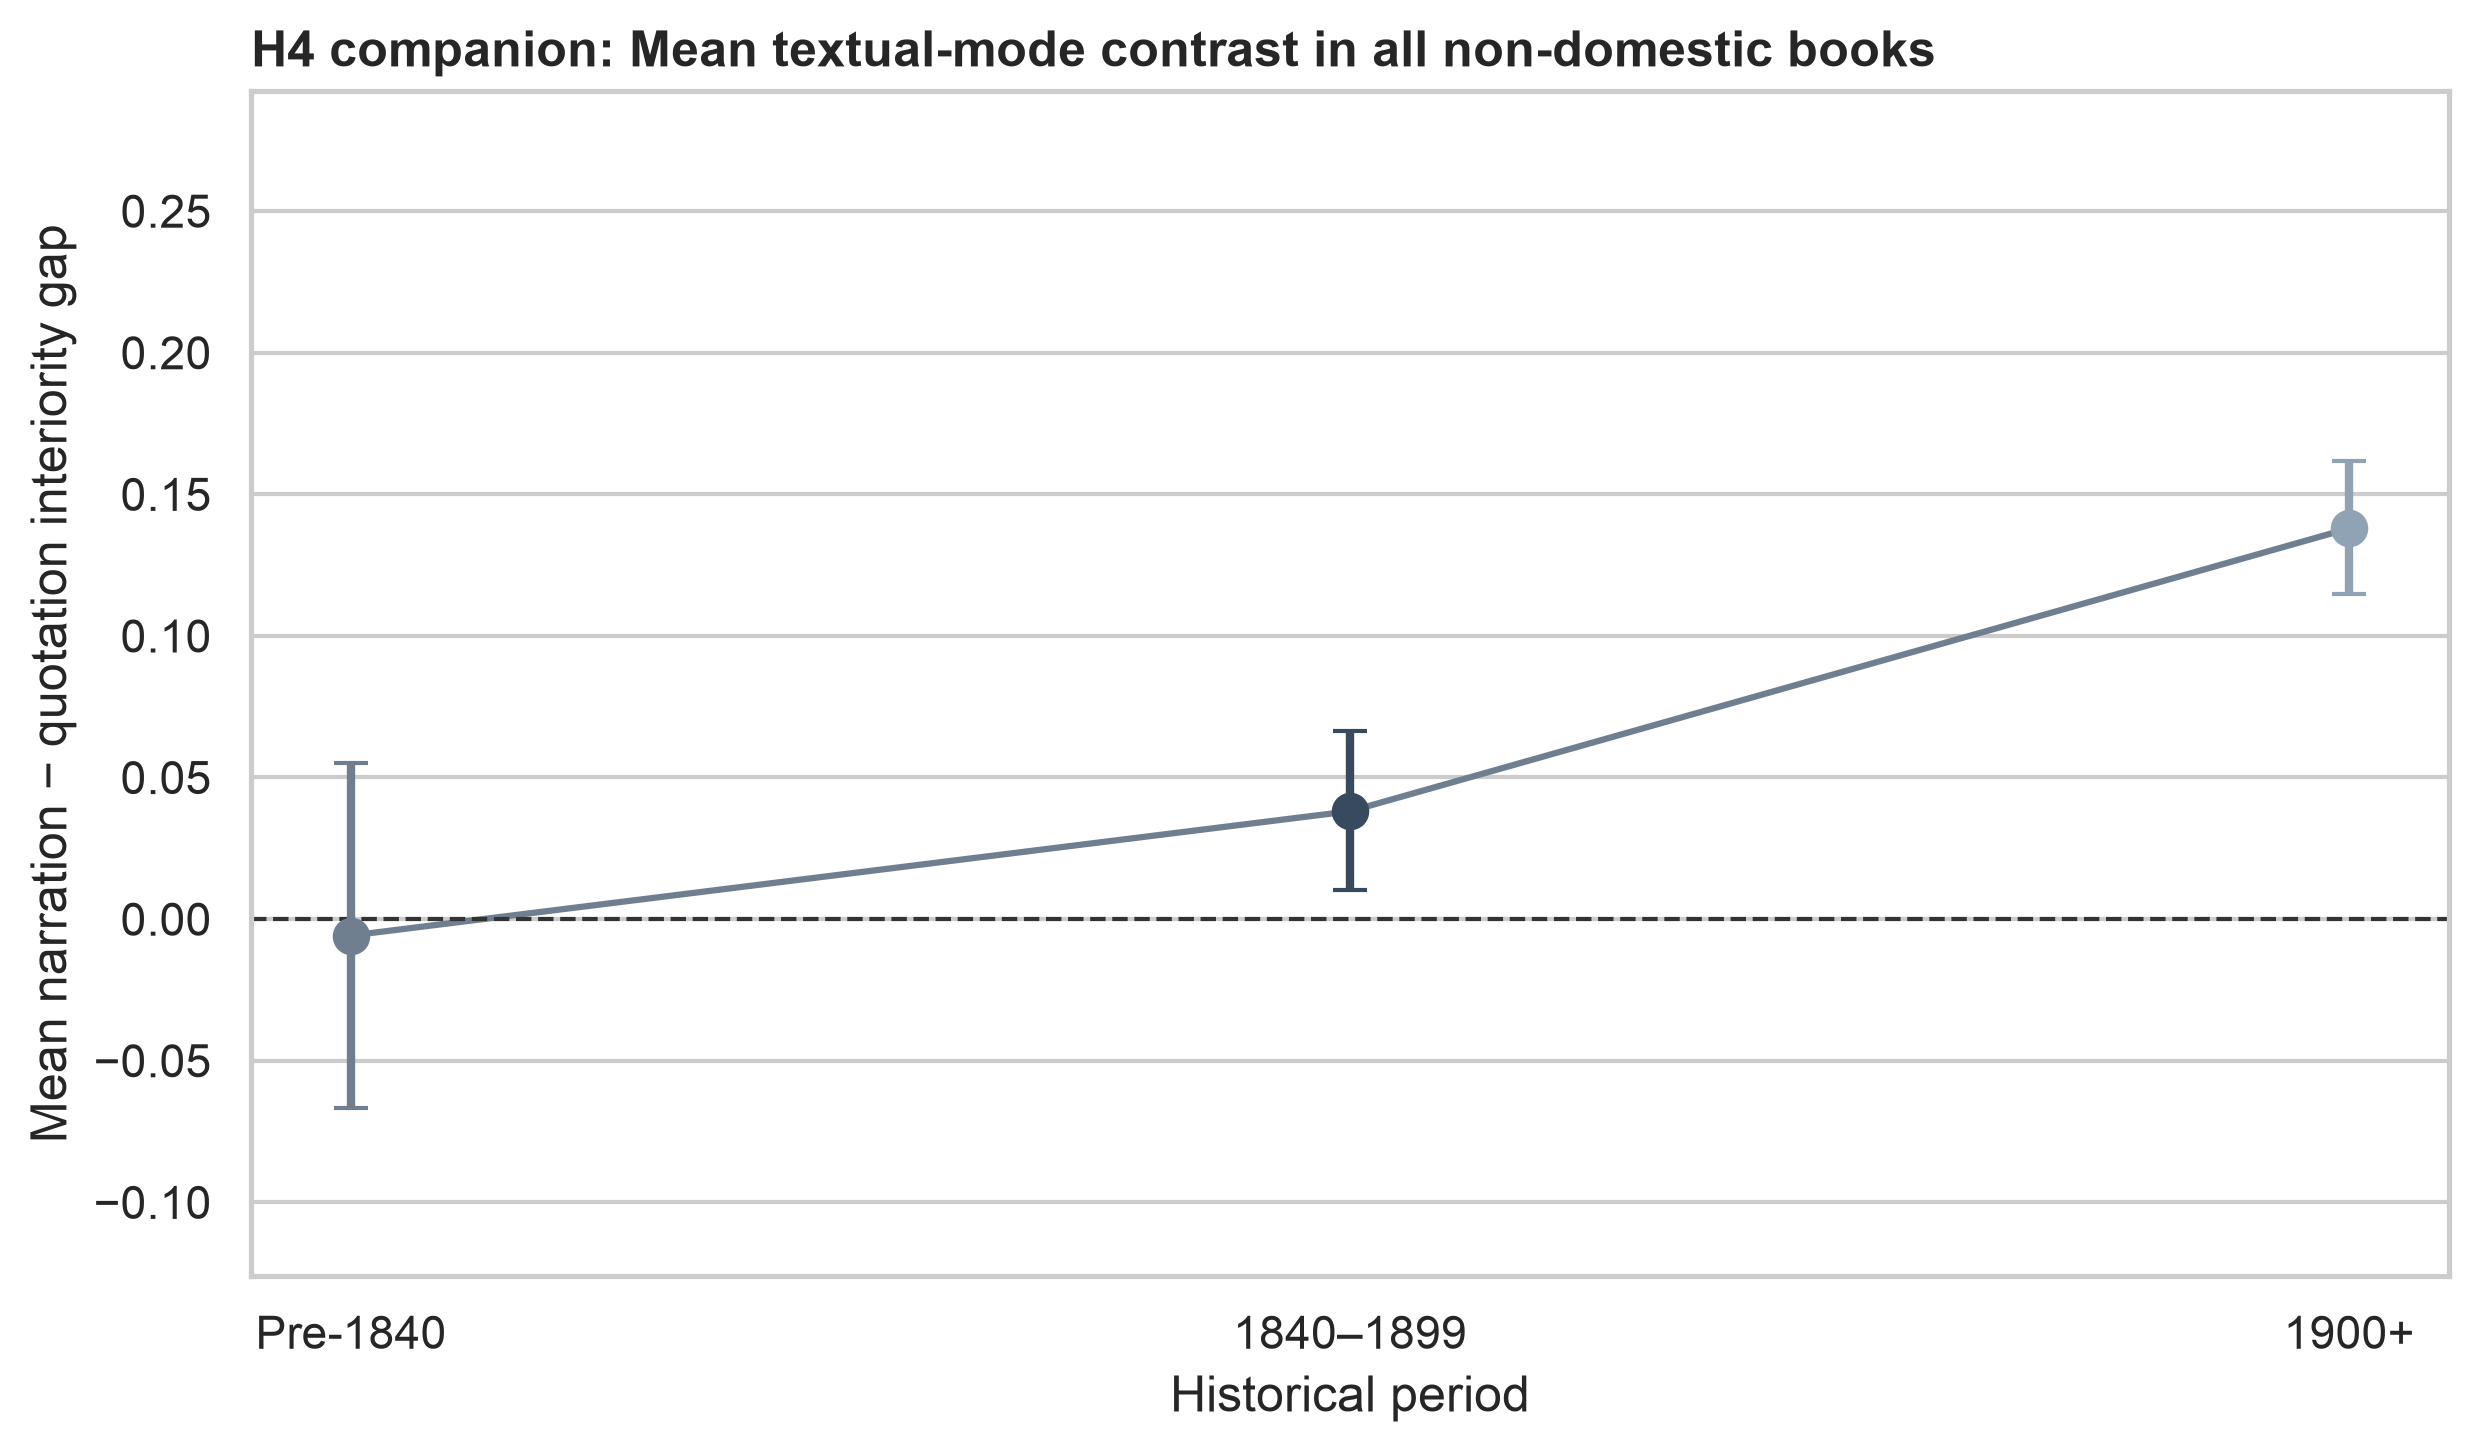 H4 companion: Mean textual-mode contrast in all non-domestic books
Mean narration − quotation interiority gap
0.25
0.20
0.15
0.10
0.05
0.00
−0.05
−0.10
Pre-1840
1840–1899
1900+
Historical period